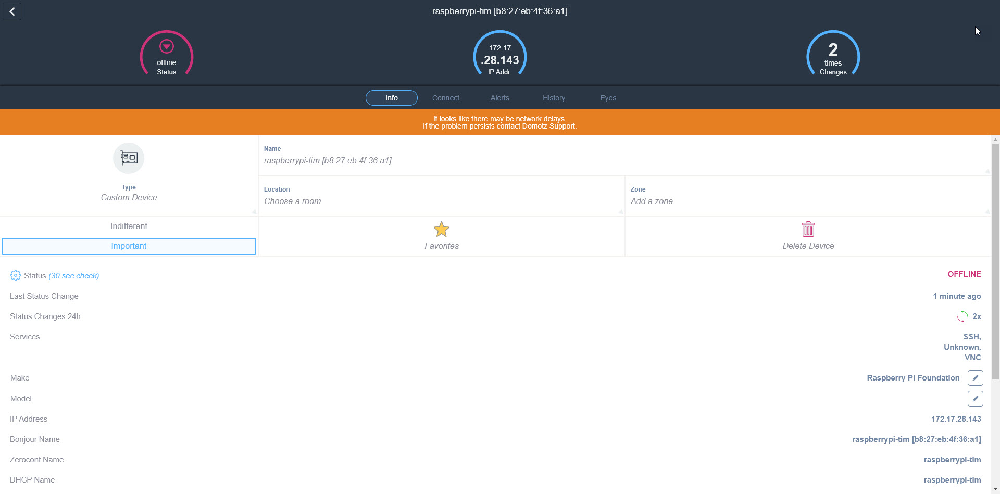 raspberrypi-tim [b8:27:eb:4f:36:a1]
offline
Status
172.17
.28.143
IP Addr.
2
times
Changes
Info
Connect
Alerts
History
Eyes
It looks like there may be network delays.
If the problem persists contact Domotz Support.
Type
Custom Device
Name
raspberrypi-tim [b8:27:eb:4f:36:a1]
Location
Choose a room
Zone
Add a zone
Indifferent
Important
Favorites
Delete Device
Status (30 sec check)
OFFLINE
Last Status Change
1 minute ago
Status Changes 24h
2x
Services
SSH,
Unknown,
VNC
Make
Raspberry Pi Foundation
Model
IP Address
172.17.28.143
Bonjour Name
raspberrypi-tim [b8:27:eb:4f:36:a1]
Zeroconf Name
raspberrypi-tim
DHCP Name
raspberrypi-tim